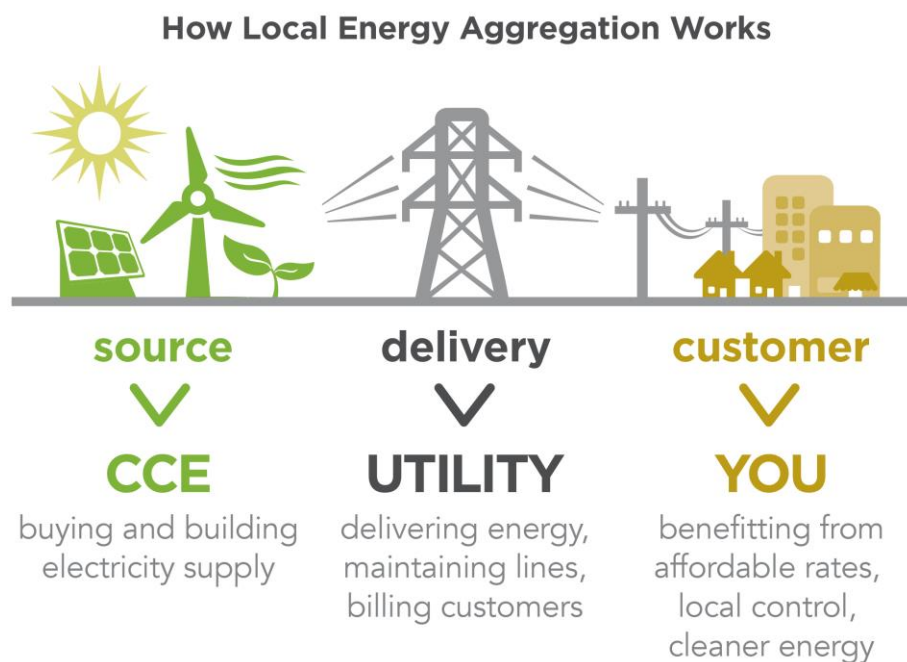 How Local Energy Aggregation Works
source
CCE
buying and building
electricity supply
delivery
UTILITY
delivering energy,
maintaining lines,
billing customers
customer
YOU
benefitting from
affordable rates,
local control,
cleaner energy